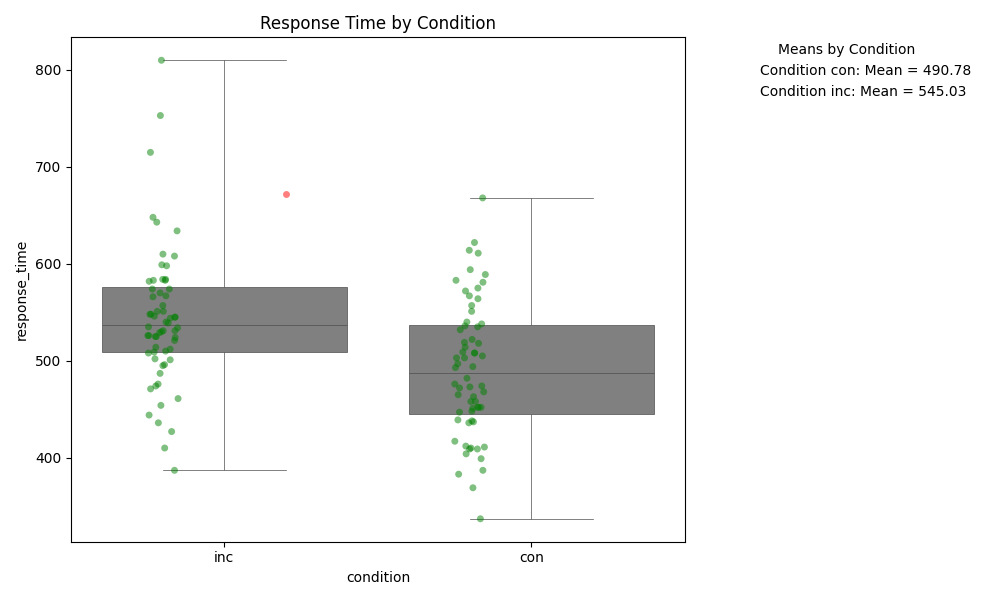 Response Time by Condition
Means by Condition
Condition con: Mean = 490.78
Condition inc: Mean = 545.03
800
700
600
500
400
response_time
inc
con
condition